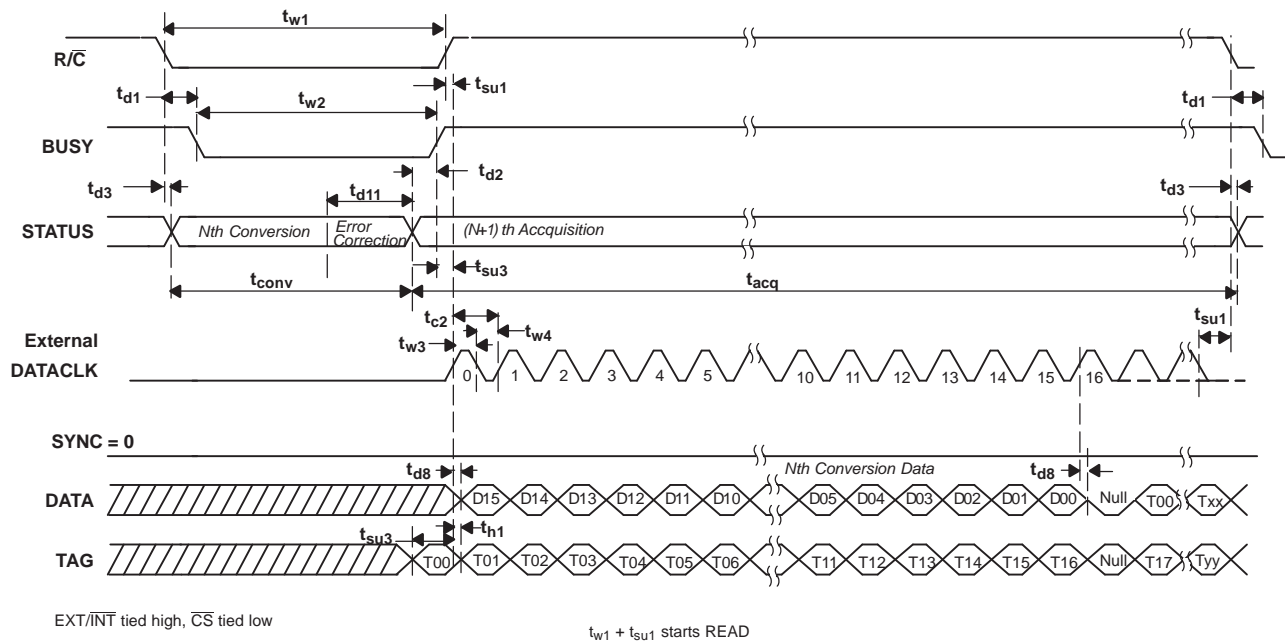 tw1
R/C
tsu1
td1
tw2
td1
BUSY
td2
td3
td11
td3
STATUS
Nth Conversion
Error
Correction
(N+1) th Accquisition
tsu3
tconv
tacq
tc2
tsu1
External
tw3
tw4
DATACLK
0 1 2 3 4 5 10 11 12 13 14 15 16
SYNC = 0
td8
Nth Conversion Data
td8
DATA
D15 D14 D13 D12 D11 D10 D05 D04 D03 D02 D01 D00 Null T00 Txx
tsu3
th1
TAG
T00 T01 T02 T03 T04 T05 T06 T11 T12 T13 T14 T15 T16 Null T17 Tyy
EXT/INT tied high, CS tied low
tw1 + tsu1 starts READ